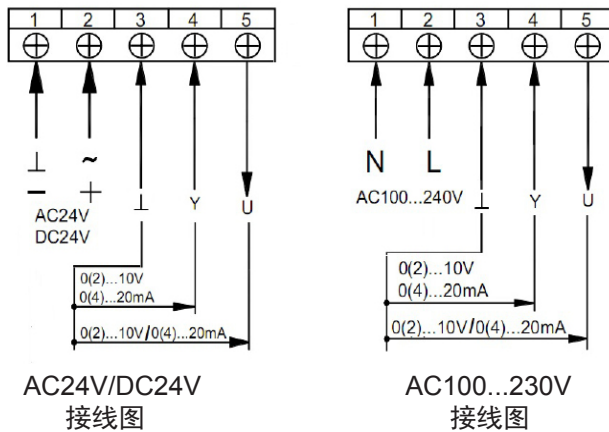 1 2 3 4 5
⊥ ~
− +
AC24V
DC24V
⊥ Y U
0(2)...10V
0(4)...20mA
0(2)...10V/0(4)...20mA
AC24V/DC24V
接线图
1 2 3 4 5
N L
AC100...240V
⊥ Y U
0(2)...10V
0(4)...20mA
0(2)...10V/0(4)...20mA
AC100...230V
接线图